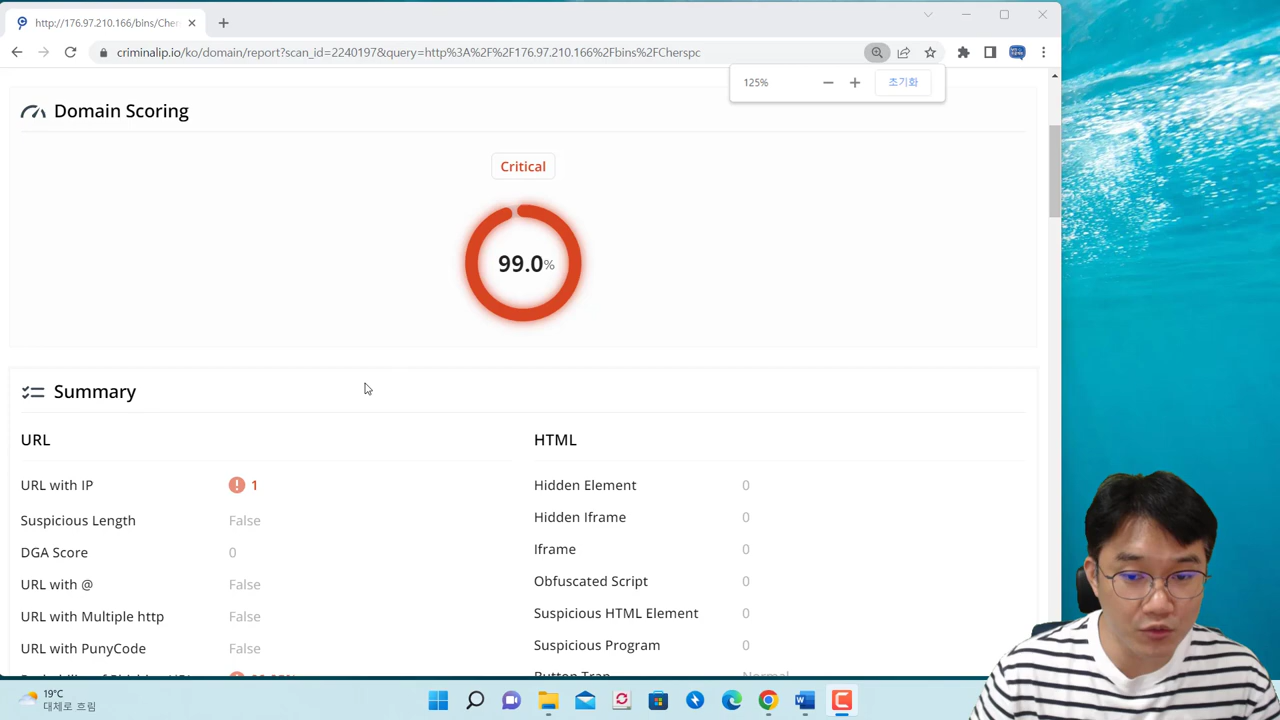 http://176.97.210.166/bins/Cher
criminalip.io/ko/domain/report?scan_id=2240197&query=http%3A%2F%2F176.97.210.166%2Fbins%2FCherspc
125%
초기화
Domain Scoring
Critical
99.0%
Summary
URL
HTML
URL with IP 1
Hidden Element 0
Suspicious Length False
Hidden Iframe 0
DGA Score 0
Iframe 0
URL with @ False
Obfuscated Script 0
URL with Multiple http False
Suspicious HTML Element 0
URL with PunyCode False
Suspicious Program 0
Button Trap Normal
19°C
대체로 흐림